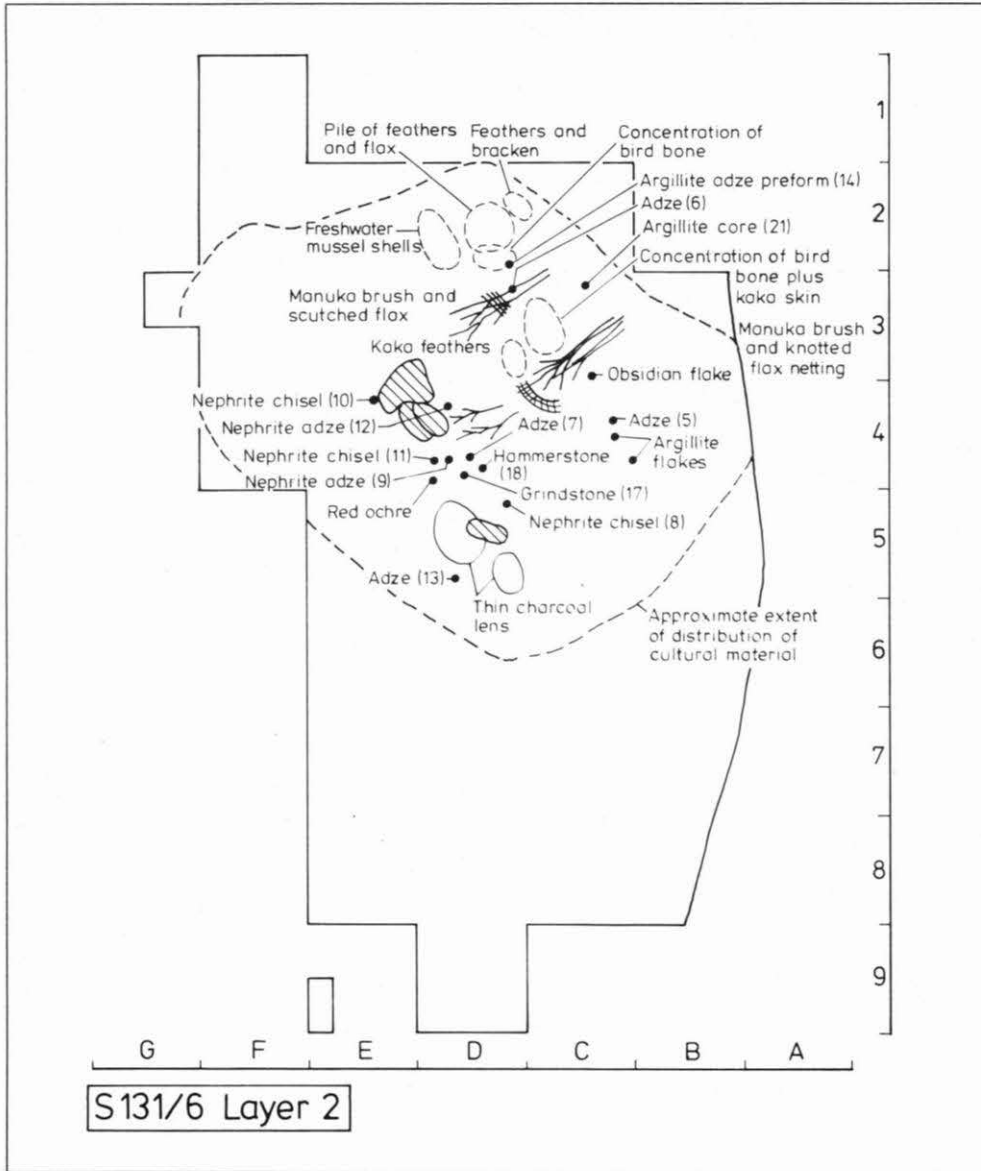 1
Pile of feathers
and flax
Feathers and
bracken
Concentration of
bird bone
Argillite adze preform (14)
Adze (6)
2
Argillite core (21)
Freshwater
mussel shells
Concentration of bird
bone plus
kaka skin
Manuka brush and
scutched flax
3
Manuka brush
and knotted
flax netting
Kaka feathers
Obsidian flake
Nephrite chisel (10)
Nephrite adze (12)
Adze (7)
Adze (5)
4
Argillite
flakes
Nephrite chisel (11)
Hammerstone
(18)
Nephrite adze (9)
Grindstone (17)
Red ochre
Nephrite chisel (8)
5
Adze (13)
Thin charcoal
lens
Approximate extent
of distribution of
cultural material
6
7
8
9
G F E D C B A
S131/6 Layer 2